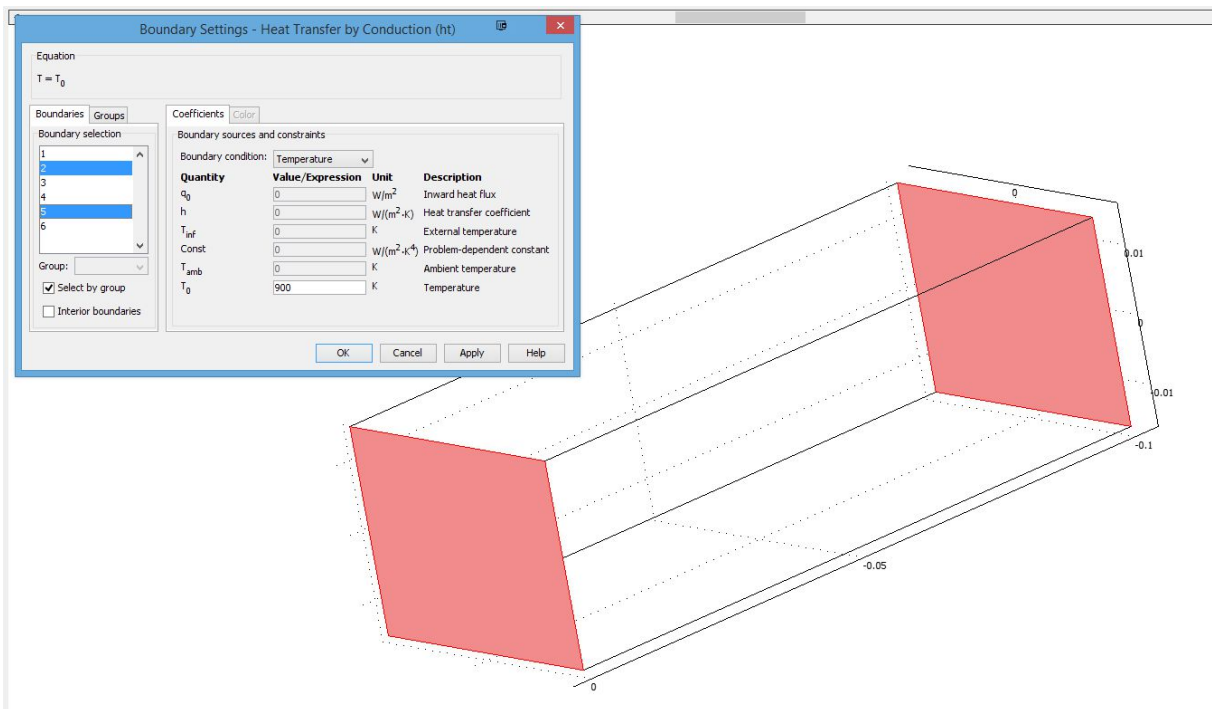 Boundary Settings - Heat Transfer by Conduction (ht)
Equation
T = T0
Boundaries Groups
Boundary selection
1
2
3
4
5
6
Group:
Select by group
Interior boundaries
Coefficients Color
Boundary sources and constraints
Boundary condition: Temperature
Quantity Value/Expression Unit Description
q0 0 W/m2 Inward heat flux
h 0 W/(m2·K) Heat transfer coefficient
Tinf 0 K External temperature
Const 0 W/(m2·K4) Problem-dependent constant
Tamb 0 K Ambient temperature
T0 900 K Temperature
OK Cancel Apply Help
0
0.01
0
-0.01
-0.1
-0.05
0